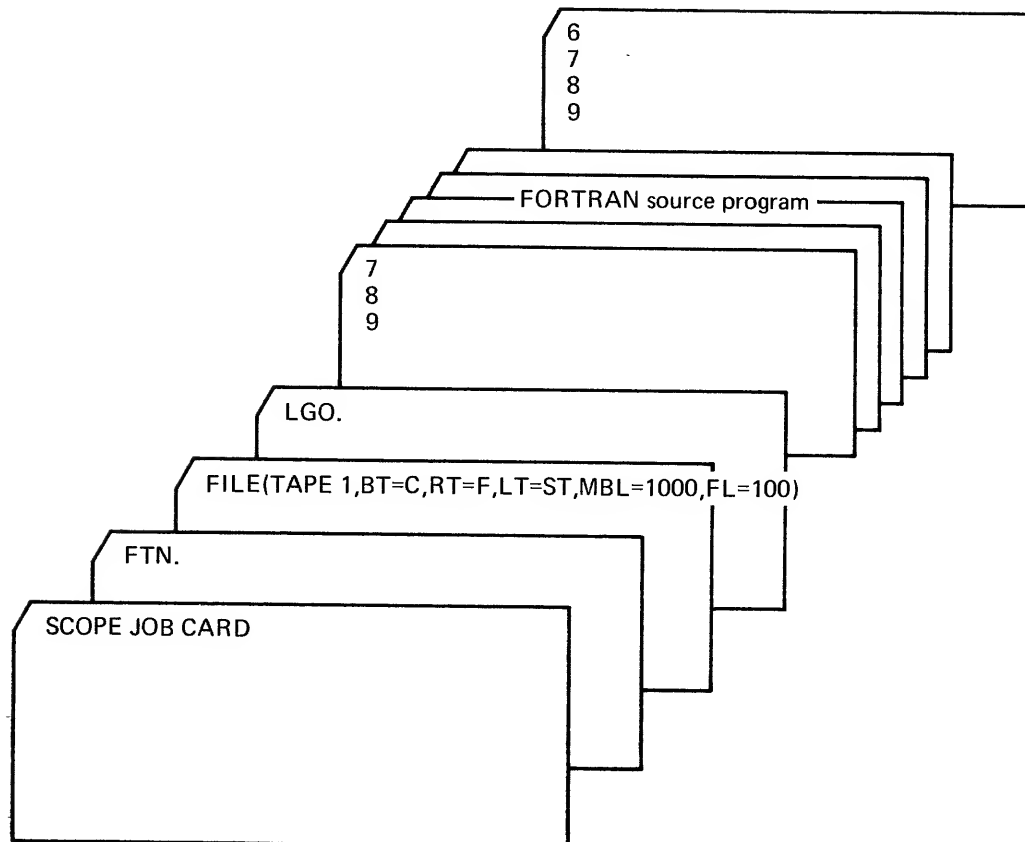 6
7
8
9
FORTRAN source program
7
8
9
LGO.
FILE(TAPE 1,BT=C,RT=F,LT=ST,MBL=1000,FL=100)
FTN.
SCOPE JOB CARD